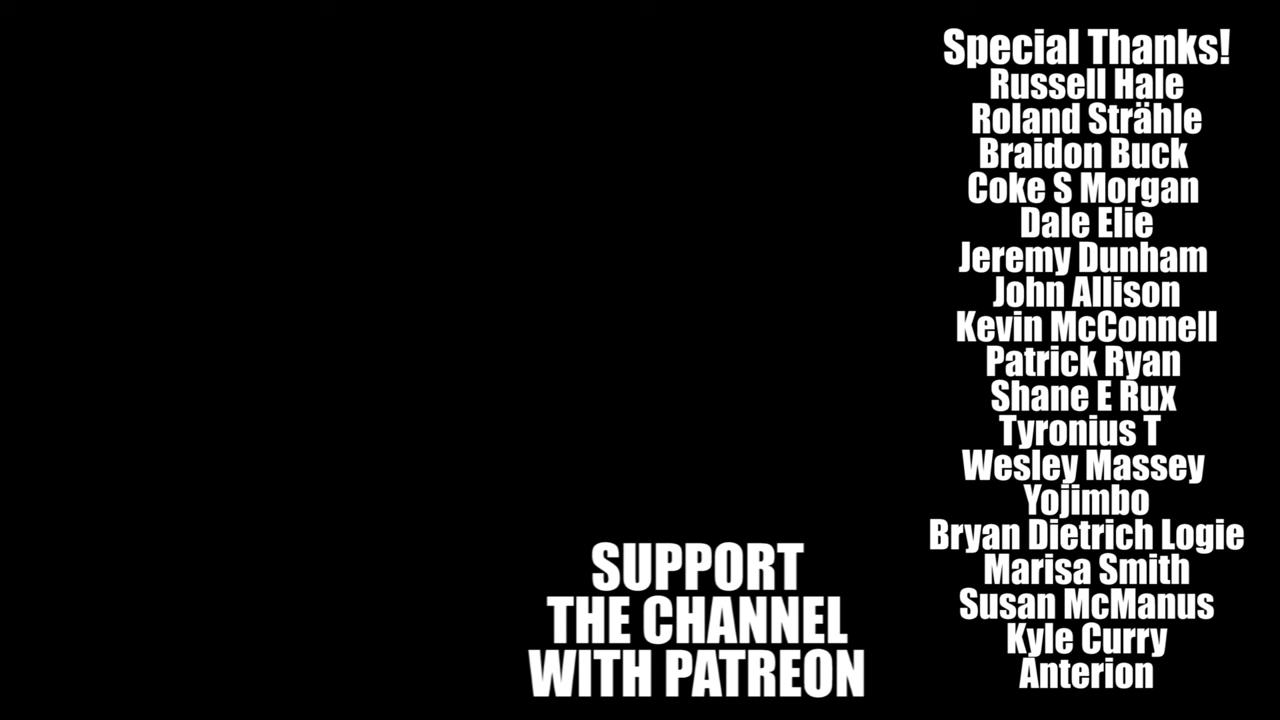 Special Thanks!
Russell Hale
Roland Strähle
Braidon Buck
Coke S Morgan
Dale Elie
Jeremy Dunham
John Allison
Kevin McConnell
Patrick Ryan
Shane E Rux
Tyronius T
Wesley Massey
Yojimbo
Bryan Dietrich Logie
Marisa Smith
Susan McManus
Kyle Curry
Anterion
SUPPORT
THE CHANNEL
WITH PATREON